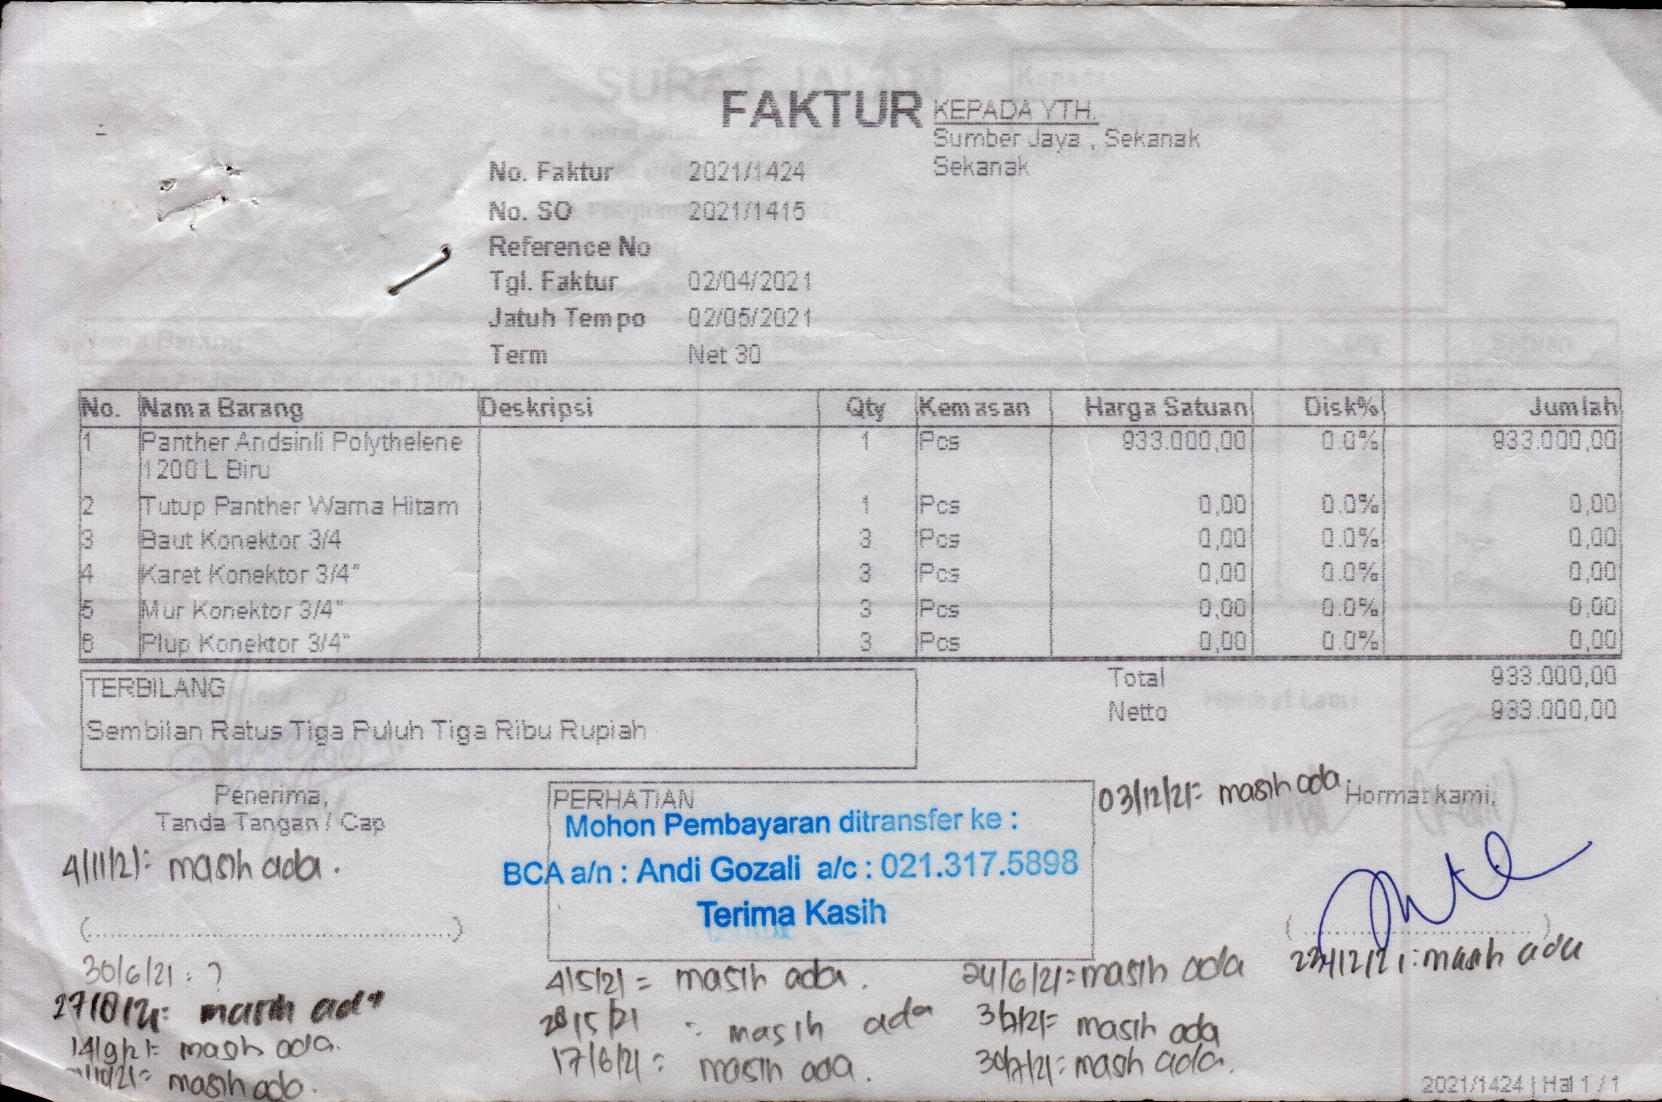 FAKTUR
KEPADA YTH.
Sumber Jaya , Sekanak
Sekanak
No. Faktur 2021/1424
No. SO 2021/1415
Reference No
Tgl. Faktur 02/04/2021
Jatuh Tempo 02/05/2021
Term Net 30
No. Nama Barang Deskripsi Qty Kemasan Harga Satuan Disk% Jumlah
1 Panther Andsinli Polythelene 1 Pcs 933.000,00 0.0% 933.000,00
1200 L Biru
2 Tutup Panther Warna Hitam 1 Pcs 0,00 0.0% 0,00
3 Baut Konektor 3/4 3 Pcs 0,00 0.0% 0,00
4 Karet Konektor 3/4" 3 Pcs 0,00 0.0% 0,00
5 Mur Konektor 3/4" 3 Pcs 0,00 0.0% 0,00
6 Plup Konektor 3/4" 3 Pcs 0,00 0.0% 0,00
Total 933.000,00
Netto 933.000,00
TERBILANG
Sembilan Ratus Tiga Puluh Tiga Ribu Rupiah
Penerima,
Tanda Tangan / Cap
4/11/21: masih ada.
(................................................)
PERHATIAN
Mohon Pembayaran ditransfer ke :
BCA a/n : Andi Gozali a/c : 021.317.5898
Terima Kasih
03/12/21: masih ada.
Hormat kami,
(................................)
30/6/21: ?
27/8/21: masih ada
14/9/21: masih ada.
masih ada.
4/5/21 = masih ada.
28/5/21 : masih ada
17/6/21 : masih ada.
24/6/21= masih ada
masih ada
30/7/21: masih ada.
masih ada
2021/1424 | Hal 1 / 1